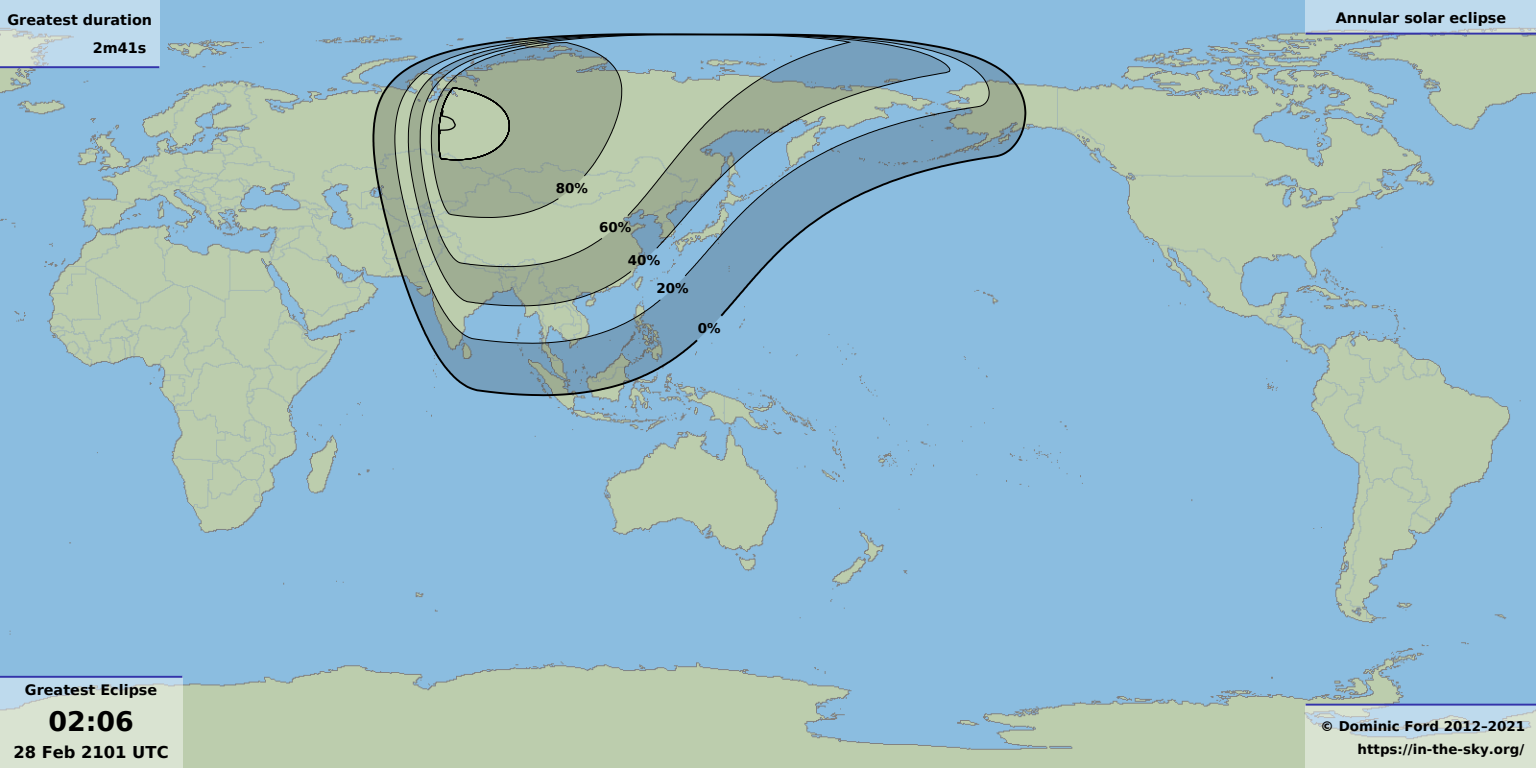 Greatest duration
2m41s
Annular solar eclipse
80%
60%
40%
20%
0%
Greatest Eclipse
02:06
28 Feb 2101 UTC
© Dominic Ford 2012–2021
https://in-the-sky.org/